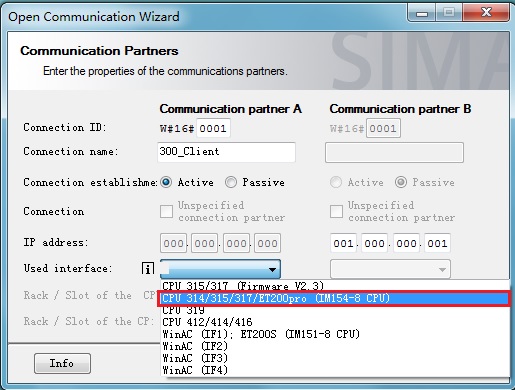 Open Communication Wizard
Communication Partners
Enter the properties of the communications partners.
SIMA
Communication partner A Communication partner B
Connection ID: W#16# 0001 W#16# 0001
Connection name: 300_Client
Connection establishme: Active Passive Active Passive
Connection Unspecified connection partner Unspecified connection partner
IP address: 000.000.000.000 001.000.000.001
Used interface: i
CPU 315/317 (Firmware V2.3)
Rack / Slot of the CP: CPU 314/315/317/ET200pro (IM154-8 CPU)
CPU 319
Rack / Slot of the CP: CPU 412/414/416
WinAC (IF1); ET200S (IM151-8 CPU)
WinAC (IF2)
Info WinAC (IF3)
WinAC (IF4)